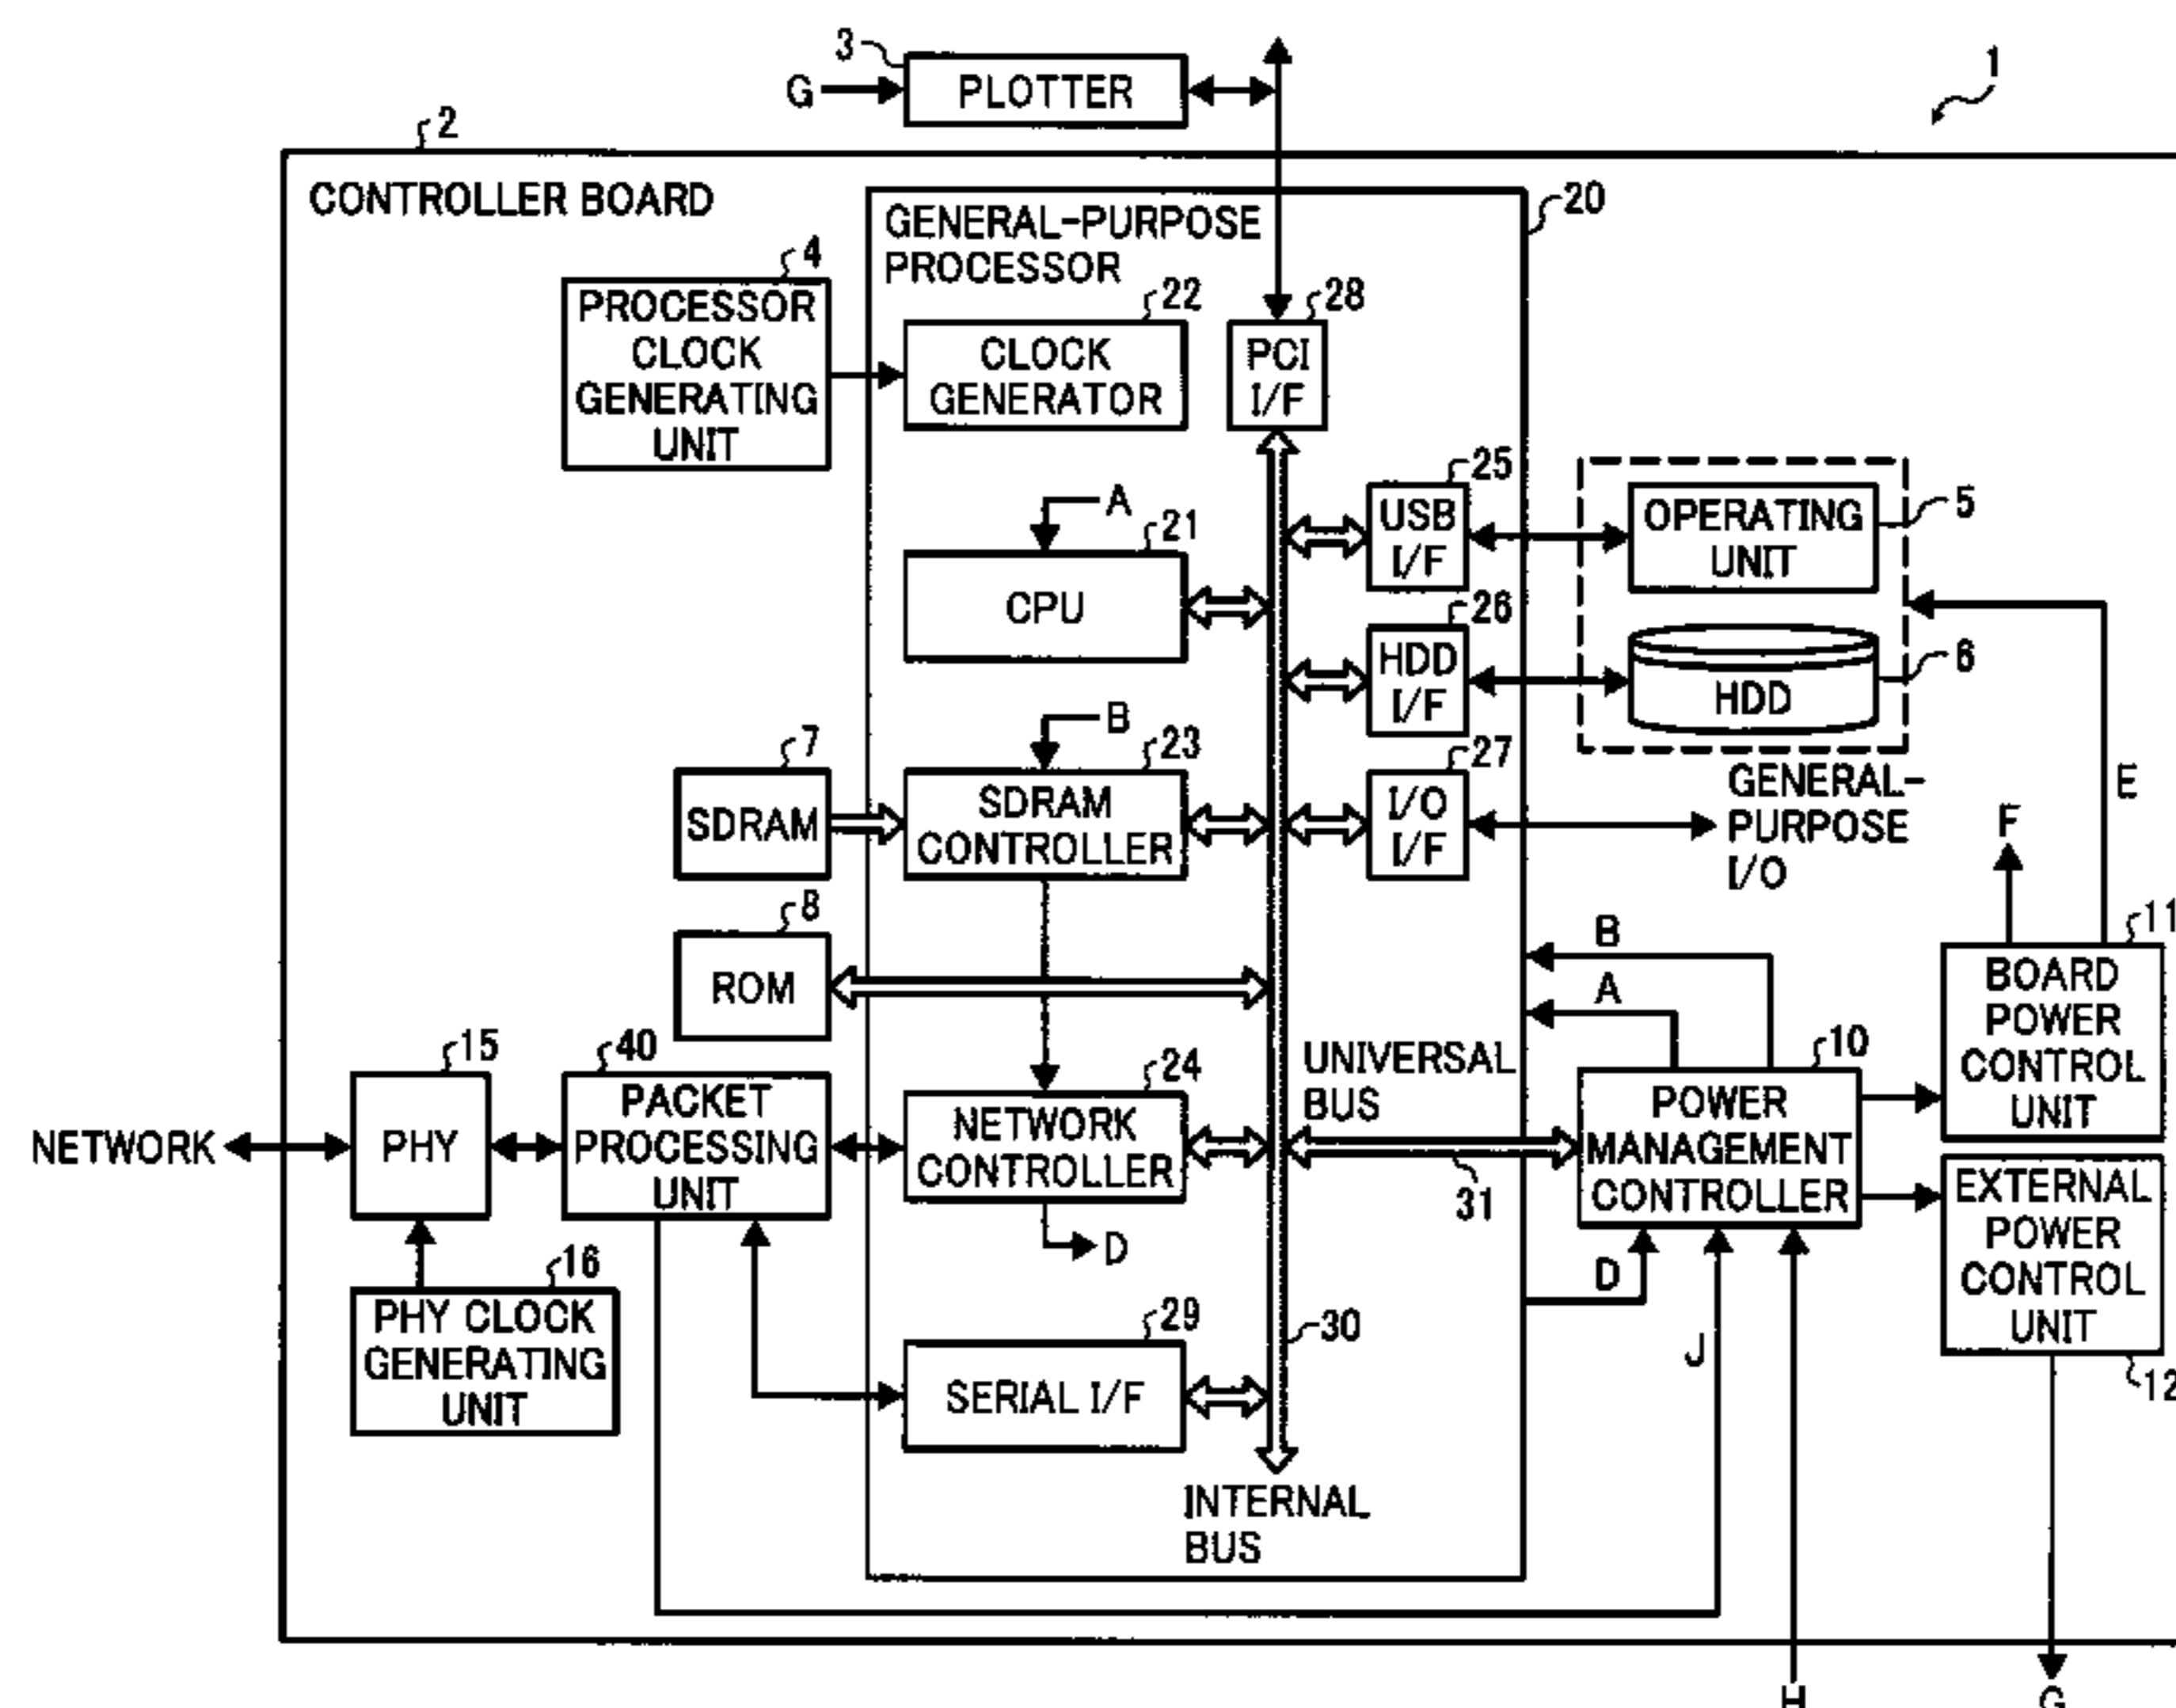 3
G
PLOTTER
1
2
CONTROLLER BOARD
20
GENERAL-PURPOSE
PROCESSOR
4
PROCESSOR
CLOCK
GENERATING
UNIT
22
CLOCK
GENERATOR
28
PCI
I/F
25
USB
I/F
OPERATING
UNIT
5
A
21
CPU
26
HDD
I/F
HDD
6
B
7
SDRAM
23
SDRAM
CONTROLLER
27
I/O
I/F
GENERAL-
PURPOSE
I/O
E
F
8
ROM
B
A
11
BOARD
POWER
CONTROL
UNIT
15
PHY
40
PACKET
PROCESSING
UNIT
24
NETWORK
CONTROLLER
UNIVERSAL
BUS
31
10
POWER
MANAGEMENT
CONTROLLER
NETWORK
D
D
EXTERNAL
POWER
CONTROL
UNIT
12
16
PHY CLOCK
GENERATING
UNIT
29
SERIAL I/F
30
J
INTERNAL
BUS
H
G